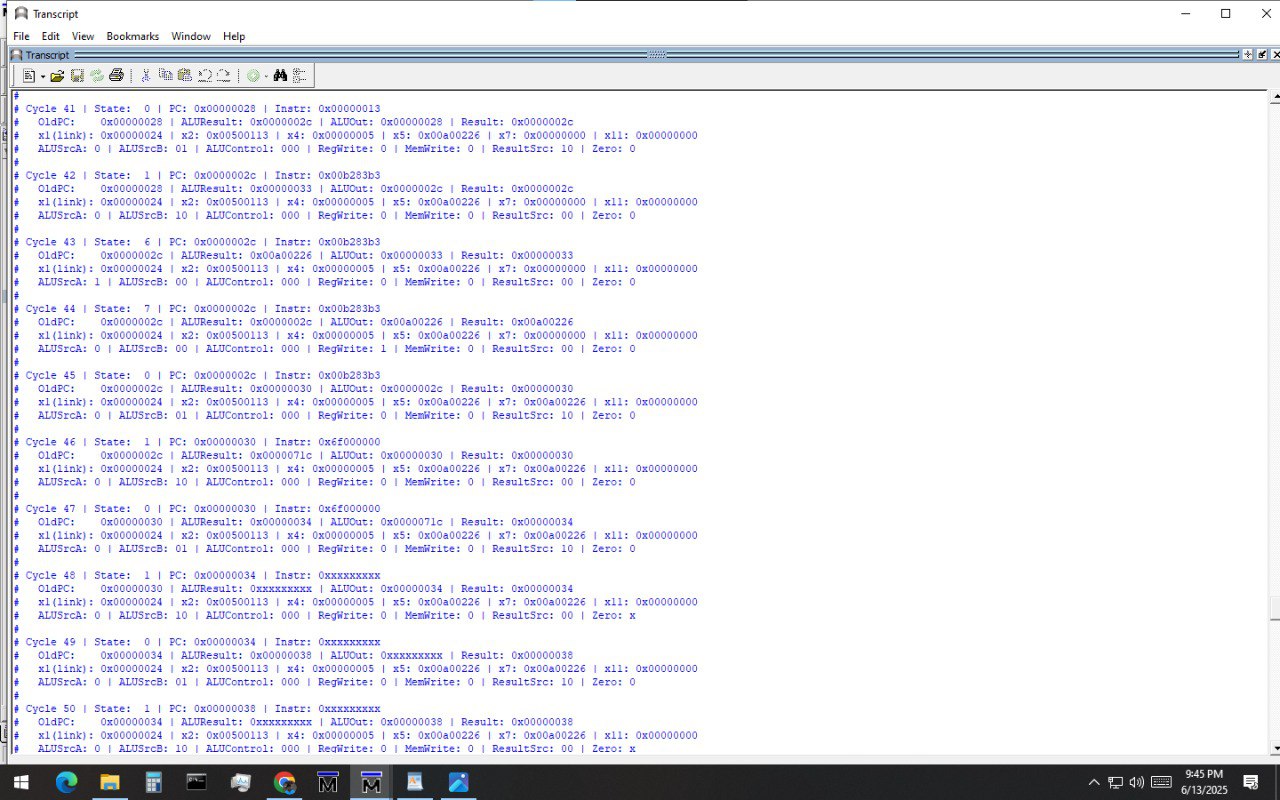 Transcript
File Edit View Bookmarks Window Help
Transcript
#
# Cycle 41 | State: 0 | PC: 0x00000028 | Instr: 0x00000013
# OldPC: 0x00000028 | ALUResult: 0x0000002c | ALUOut: 0x00000028 | Result: 0x0000002c
# x1(link): 0x00000024 | x2: 0x00500113 | x4: 0x00000005 | x5: 0x00a00226 | x7: 0x00000000 | x11: 0x00000000
# ALUSrcA: 0 | ALUSrcB: 01 | ALUControl: 000 | RegWrite: 0 | MemWrite: 0 | ResultSrc: 10 | Zero: 0
#
# Cycle 42 | State: 1 | PC: 0x0000002c | Instr: 0x00b283b3
# OldPC: 0x00000028 | ALUResult: 0x00000033 | ALUOut: 0x0000002c | Result: 0x0000002c
# x1(link): 0x00000024 | x2: 0x00500113 | x4: 0x00000005 | x5: 0x00a00226 | x7: 0x00000000 | x11: 0x00000000
# ALUSrcA: 0 | ALUSrcB: 10 | ALUControl: 000 | RegWrite: 0 | MemWrite: 0 | ResultSrc: 00 | Zero: 0
#
# Cycle 43 | State: 6 | PC: 0x0000002c | Instr: 0x00b283b3
# OldPC: 0x0000002c | ALUResult: 0x00a00226 | ALUOut: 0x00000033 | Result: 0x00000033
# x1(link): 0x00000024 | x2: 0x00500113 | x4: 0x00000005 | x5: 0x00a00226 | x7: 0x00000000 | x11: 0x00000000
# ALUSrcA: 1 | ALUSrcB: 00 | ALUControl: 000 | RegWrite: 0 | MemWrite: 0 | ResultSrc: 00 | Zero: 0
#
# Cycle 44 | State: 7 | PC: 0x0000002c | Instr: 0x00b283b3
# OldPC: 0x0000002c | ALUResult: 0x0000002c | ALUOut: 0x00a00226 | Result: 0x00a00226
# x1(link): 0x00000024 | x2: 0x00500113 | x4: 0x00000005 | x5: 0x00a00226 | x7: 0x00000000 | x11: 0x00000000
# ALUSrcA: 0 | ALUSrcB: 00 | ALUControl: 000 | RegWrite: 1 | MemWrite: 0 | ResultSrc: 00 | Zero: 0
#
# Cycle 45 | State: 0 | PC: 0x0000002c | Instr: 0x00b283b3
# OldPC: 0x0000002c | ALUResult: 0x00000030 | ALUOut: 0x0000002c | Result: 0x00000030
# x1(link): 0x00000024 | x2: 0x00500113 | x4: 0x00000005 | x5: 0x00a00226 | x7: 0x00a00226 | x11: 0x00000000
# ALUSrcA: 0 | ALUSrcB: 01 | ALUControl: 000 | RegWrite: 0 | MemWrite: 0 | ResultSrc: 10 | Zero: 0
#
# Cycle 46 | State: 1 | PC: 0x00000030 | Instr: 0x6f000000
# OldPC: 0x0000002c | ALUResult: 0x0000071c | ALUOut: 0x00000030 | Result: 0x00000030
# x1(link): 0x00000024 | x2: 0x00500113 | x4: 0x00000005 | x5: 0x00a00226 | x7: 0x00a00226 | x11: 0x00000000
# ALUSrcA: 0 | ALUSrcB: 10 | ALUControl: 000 | RegWrite: 0 | MemWrite: 0 | ResultSrc: 00 | Zero: 0
#
# Cycle 47 | State: 0 | PC: 0x00000030 | Instr: 0x6f000000
# OldPC: 0x00000030 | ALUResult: 0x00000034 | ALUOut: 0x0000071c | Result: 0x00000034
# x1(link): 0x00000024 | x2: 0x00500113 | x4: 0x00000005 | x5: 0x00a00226 | x7: 0x00a00226 | x11: 0x00000000
# ALUSrcA: 0 | ALUSrcB: 01 | ALUControl: 000 | RegWrite: 0 | MemWrite: 0 | ResultSrc: 10 | Zero: 0
#
# Cycle 48 | State: 1 | PC: 0x00000034 | Instr: 0xxxxxxxxx
# OldPC: 0x00000030 | ALUResult: 0xxxxxxxxx | ALUOut: 0x00000034 | Result: 0x00000034
# x1(link): 0x00000024 | x2: 0x00500113 | x4: 0x00000005 | x5: 0x00a00226 | x7: 0x00a00226 | x11: 0x00000000
# ALUSrcA: 0 | ALUSrcB: 10 | ALUControl: 000 | RegWrite: 0 | MemWrite: 0 | ResultSrc: 00 | Zero: x
#
# Cycle 49 | State: 0 | PC: 0x00000034 | Instr: 0xxxxxxxxx
# OldPC: 0x00000034 | ALUResult: 0x00000038 | ALUOut: 0xxxxxxxxx | Result: 0x00000038
# x1(link): 0x00000024 | x2: 0x00500113 | x4: 0x00000005 | x5: 0x00a00226 | x7: 0x00a00226 | x11: 0x00000000
# ALUSrcA: 0 | ALUSrcB: 01 | ALUControl: 000 | RegWrite: 0 | MemWrite: 0 | ResultSrc: 10 | Zero: 0
#
# Cycle 50 | State: 1 | PC: 0x00000038 | Instr: 0xxxxxxxxx
# OldPC: 0x00000034 | ALUResult: 0xxxxxxxxx | ALUOut: 0x00000038 | Result: 0x00000038
# x1(link): 0x00000024 | x2: 0x00500113 | x4: 0x00000005 | x5: 0x00a00226 | x7: 0x00a00226 | x11: 0x00000000
# ALUSrcA: 0 | ALUSrcB: 10 | ALUControl: 000 | RegWrite: 0 | MemWrite: 0 | ResultSrc: 00 | Zero: x
9:45 PM
6/13/2025